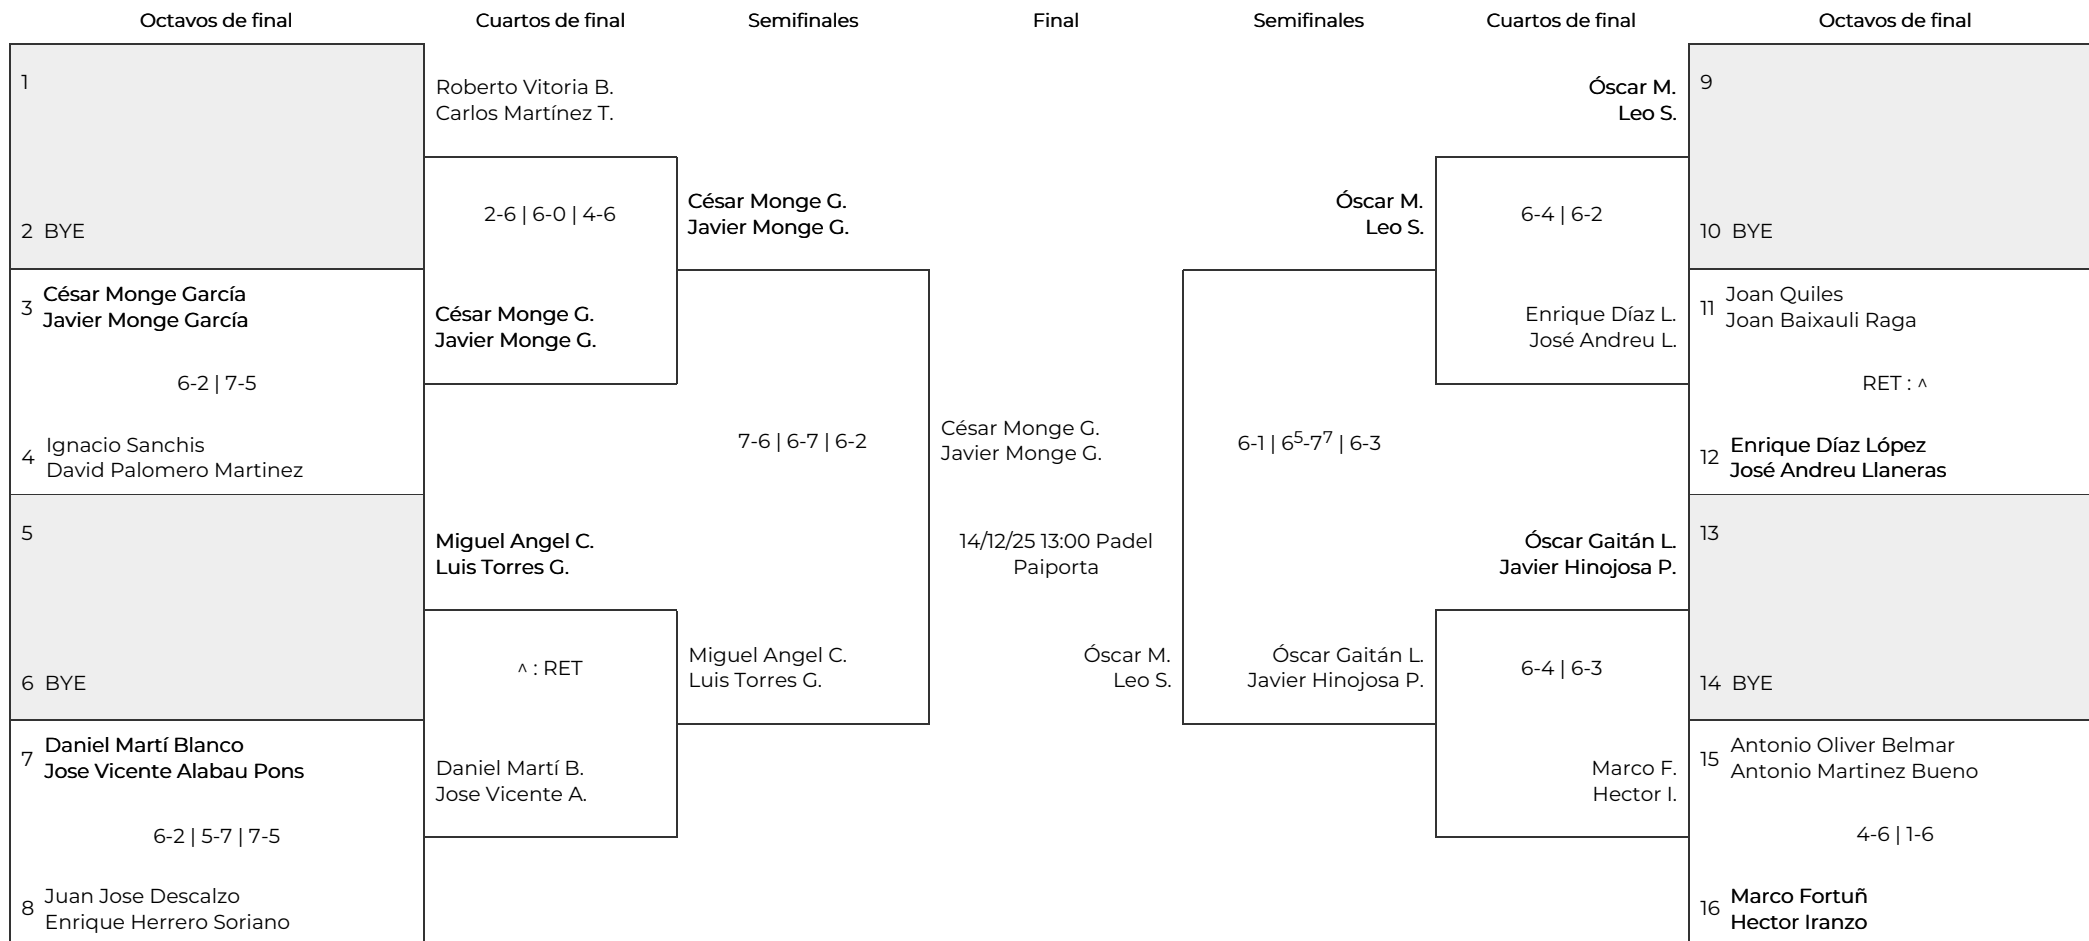 Octavos de final
Cuartos de final
Semifinales
Final
Semifinales
Cuartos de final
Octavos de final
1
2 BYE
3 César Monge García
Javier Monge García
6-2 | 7-5
4 Ignacio Sanchis
David Palomero Martinez
5
6 BYE
7 Daniel Martí Blanco
Jose Vicente Alabau Pons
6-2 | 5-7 | 7-5
8 Juan Jose Descalzo
Enrique Herrero Soriano
Roberto Vitoria B.
Carlos Martínez T.
2-6 | 6-0 | 4-6
César Monge G.
Javier Monge G.
Miguel Angel C.
Luis Torres G.
^ : RET
Daniel Martí B.
Jose Vicente A.
César Monge G.
Javier Monge G.
7-6 | 6-7 | 6-2
Miguel Angel C.
Luis Torres G.
César Monge G.
Javier Monge G.
14/12/25 13:00 Padel
Paiporta
Óscar M.
Leo S.
Óscar M.
Leo S.
6-1 | 6⁵-7⁷ | 6-3
Óscar Gaitán L.
Javier Hinojosa P.
Óscar M.
Leo S.
6-4 | 6-2
Enrique Díaz L.
José Andreu L.
Óscar Gaitán L.
Javier Hinojosa P.
6-4 | 6-3
Marco F.
Hector I.
9
10 BYE
11 Joan Quiles
Joan Baixauli Raga
RET : ^
12 Enrique Díaz López
José Andreu Llaneras
13
14 BYE
15 Antonio Oliver Belmar
Antonio Martinez Bueno
4-6 | 1-6
16 Marco Fortuñ
Hector Iranzo